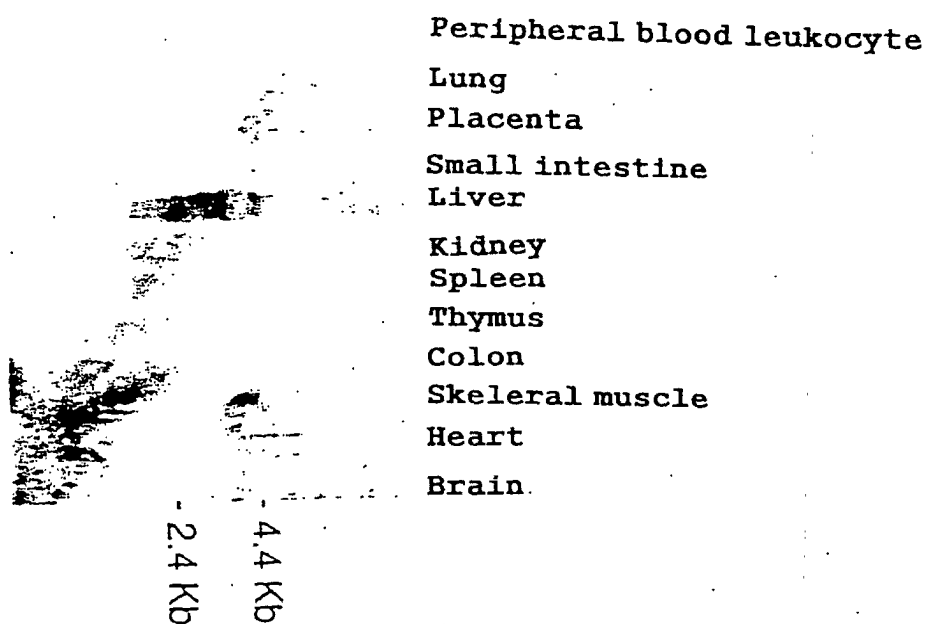 Peripheral blood leukocyte
Lung
Placenta
Small intestine
Liver
Kidney
Spleen
Thymus
Colon
Skeleral muscle
Heart
Brain
- 2.4 Kb
- 4.4 Kb